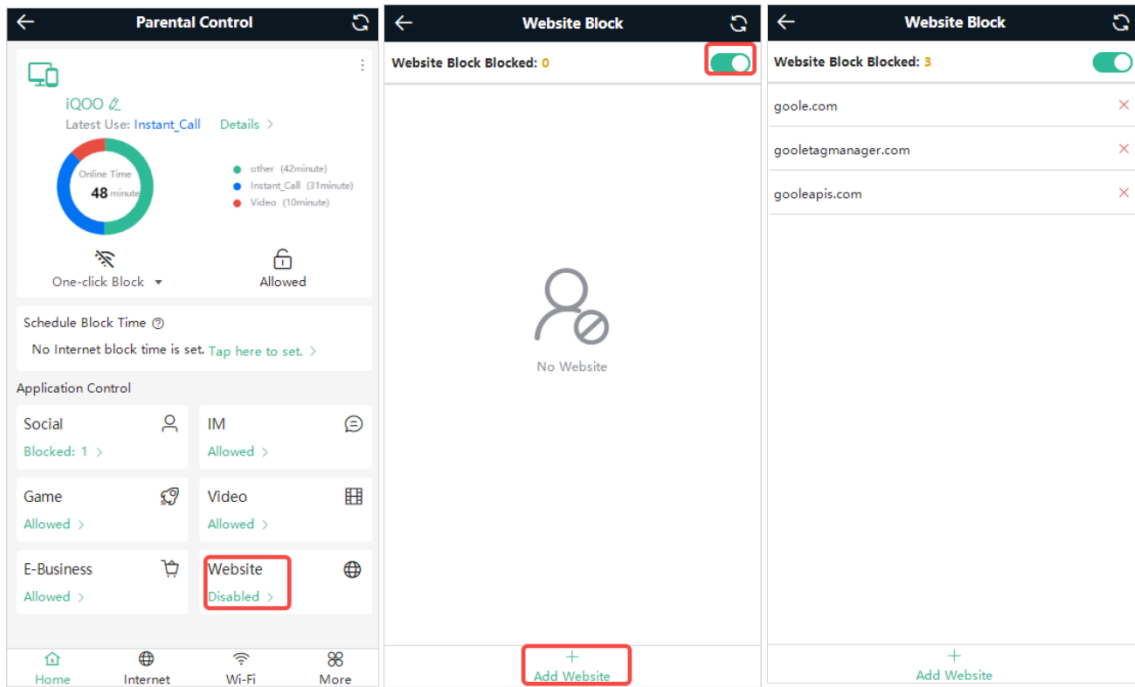 Parental Control
iQOO
Latest Use: Instant_Call Details >
Online Time
48 minute
other (42minute)
Instant_Call (31minute)
Video (10minute)
One-click Block
Allowed
Schedule Block Time
No Internet block time is set. Tap here to set. >
Application Control
Social
Blocked: 1 >
IM
Allowed >
Game
Allowed >
Video
Allowed >
E-Business
Allowed >
Website
Disabled >
Home
Internet
Wi-Fi
More
Website Block
Website Block Blocked: 0
No Website
Add Website
Website Block
Website Block Blocked: 3
goole.com
gooletagmanager.com
gooleapis.com
Add Website